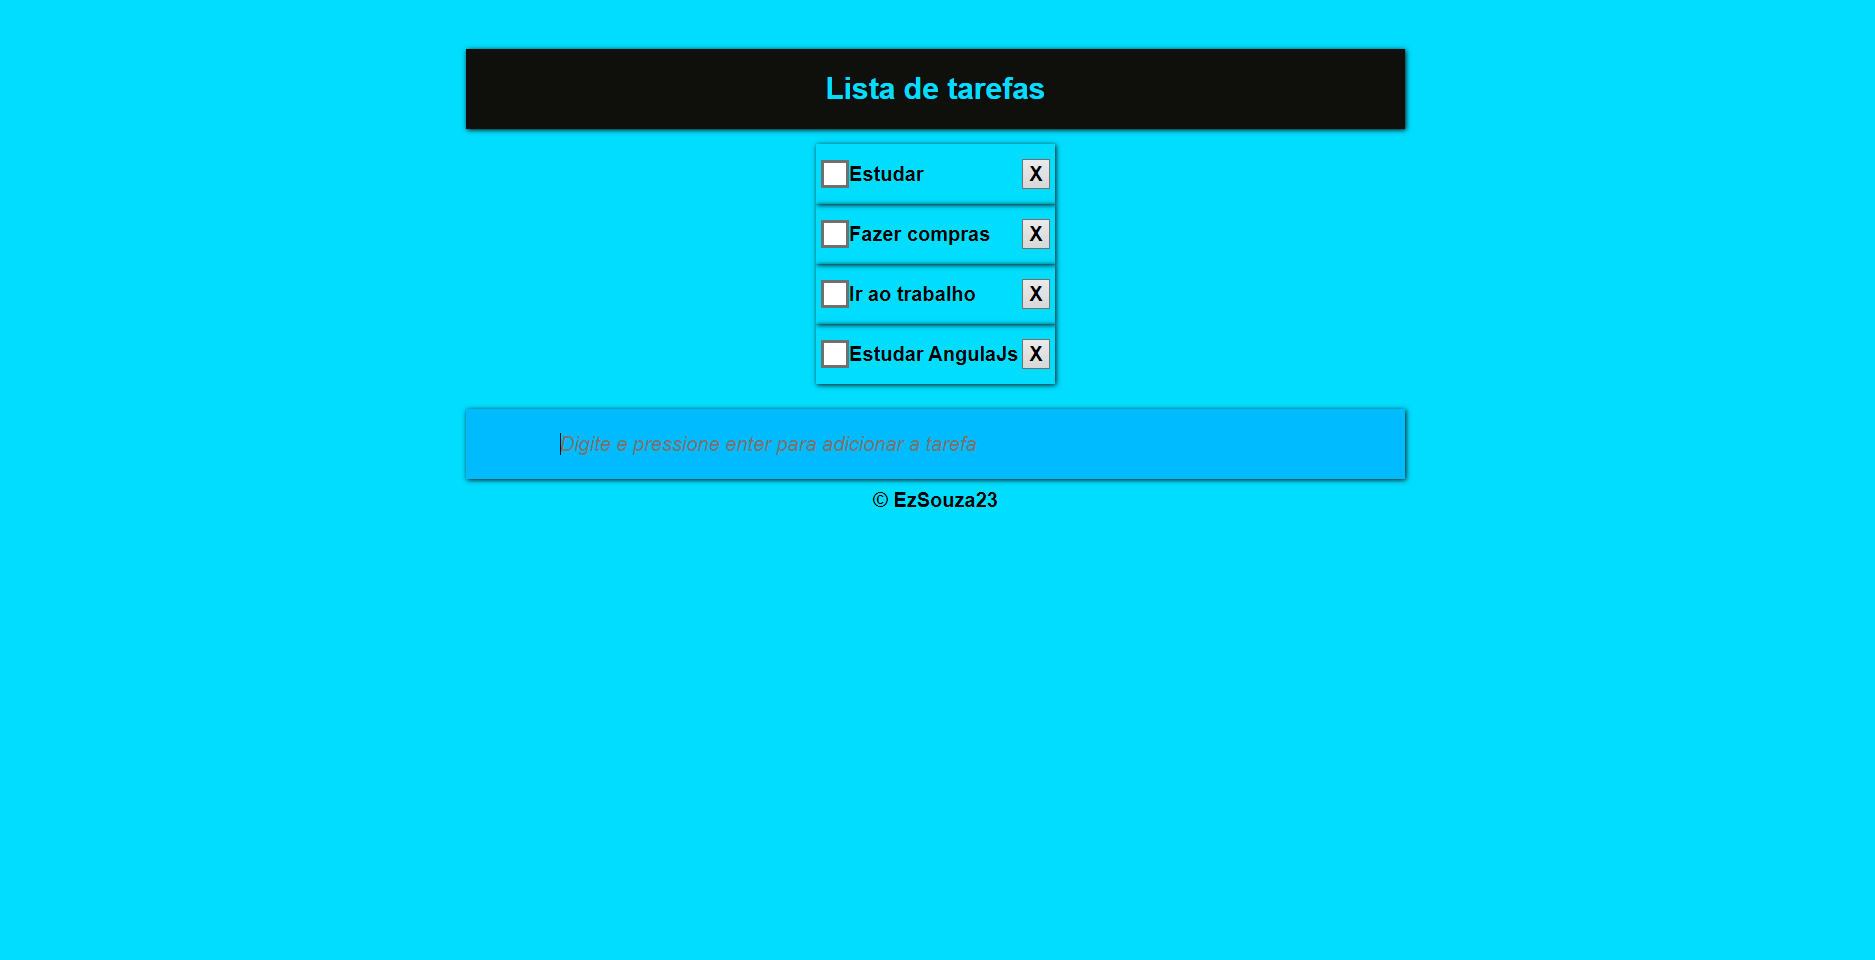 Lista de tarefas
Estudar X
Fazer compras X
Ir ao trabalho X
Estudar AngulaJs X
Digite e pressione enter para adicionar a tarefa
© EzSouza23